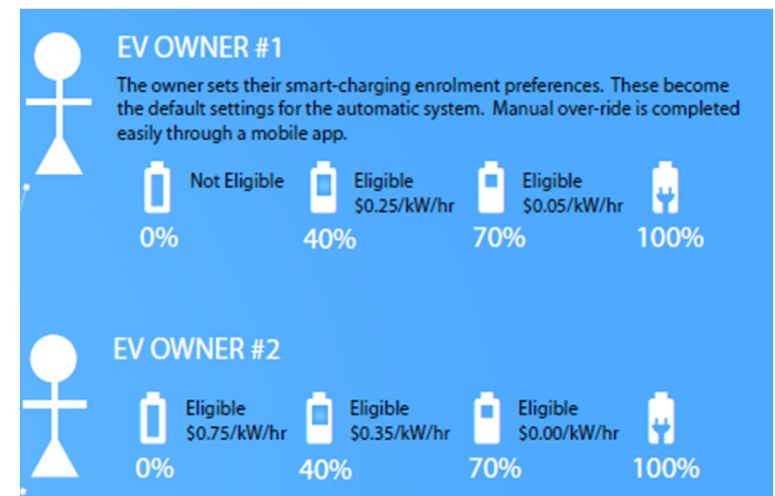 EV OWNER #1
The owner sets their smart-charging enrolment preferences. These become
the default settings for the automatic system. Manual over-ride is completed
easily through a mobile app.
Not Eligible
Eligible
$0.25/kW/hr
Eligible
$0.05/kW/hr
0%
40%
70%
100%
EV OWNER #2
Eligible
$0.75/kW/hr
Eligible
$0.35/kW/hr
Eligible
$0.00/kW/hr
0%
40%
70%
100%